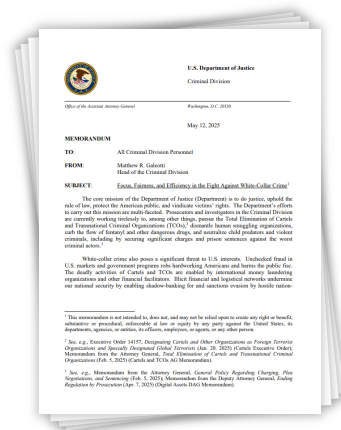 U.S. Department of Justice
Criminal Division
Office of the Assistant Attorney General
Washington, D.C. 20530
May 12, 2025
MEMORANDUM
TO: All Criminal Division Personnel
FROM: Matthew R. Galeotti
Head of the Criminal Division
SUBJECT: Focus, Fairness, and Efficiency in the Fight Against White-Collar Crime1
The core mission of the Department of Justice (Department) is to do justice, uphold the
rule of law, protect the American public, and vindicate victims' rights. The Department's efforts
to carry out this mission are multi-faceted. Prosecutors and investigators in the Criminal Division
are currently working tirelessly to, among other things, pursue the Total Elimination of Cartels
and Transnational Criminal Organizations (TCOs),2 dismantle human smuggling organizations,
curb the flow of fentanyl and other dangerous drugs, and neutralize child predators and violent
criminals, including by securing significant charges and prison sentences against the worst
criminal actors.3
White-collar crime also poses a significant threat to U.S. interests. Unchecked fraud in
U.S. markets and government programs robs hardworking Americans and harms the public fisc.
The deadly activities of Cartels and TCOs are enabled by international money laundering
organizations and other financial facilitators. Illicit financial and logistical networks undermine
our national security by enabling shadow-banking for and sanctions evasion by hostile nation-
1 This memorandum is not intended to, does not, and may not be relied upon to create any right or benefit,
substantive or procedural, enforceable at law or equity by any party against the United States, its
departments, agencies, or entities, its officers, employees, or agents, or any other person.
2 See, e.g., Executive Order 14157, Designating Cartels and Other Organizations as Foreign Terrorist
Organizations and Specially Designated Global Terrorists (Jan. 20, 2025) (Cartels Executive Order);
Memorandum from the Attorney General, Total Elimination of Cartels and Transnational Criminal
Organizations (Feb. 5, 2025) (Cartels and TCOs AG Memorandum).
3 See, e.g., Memorandum from the Attorney General, General Policy Regarding Charging, Plea
Negotiations, and Sentencing (Feb. 5, 2025); Memorandum from the Deputy Attorney General, Ending
Regulation by Prosecution (Apr. 7, 2025) (Digital Assets DAG Memorandum).